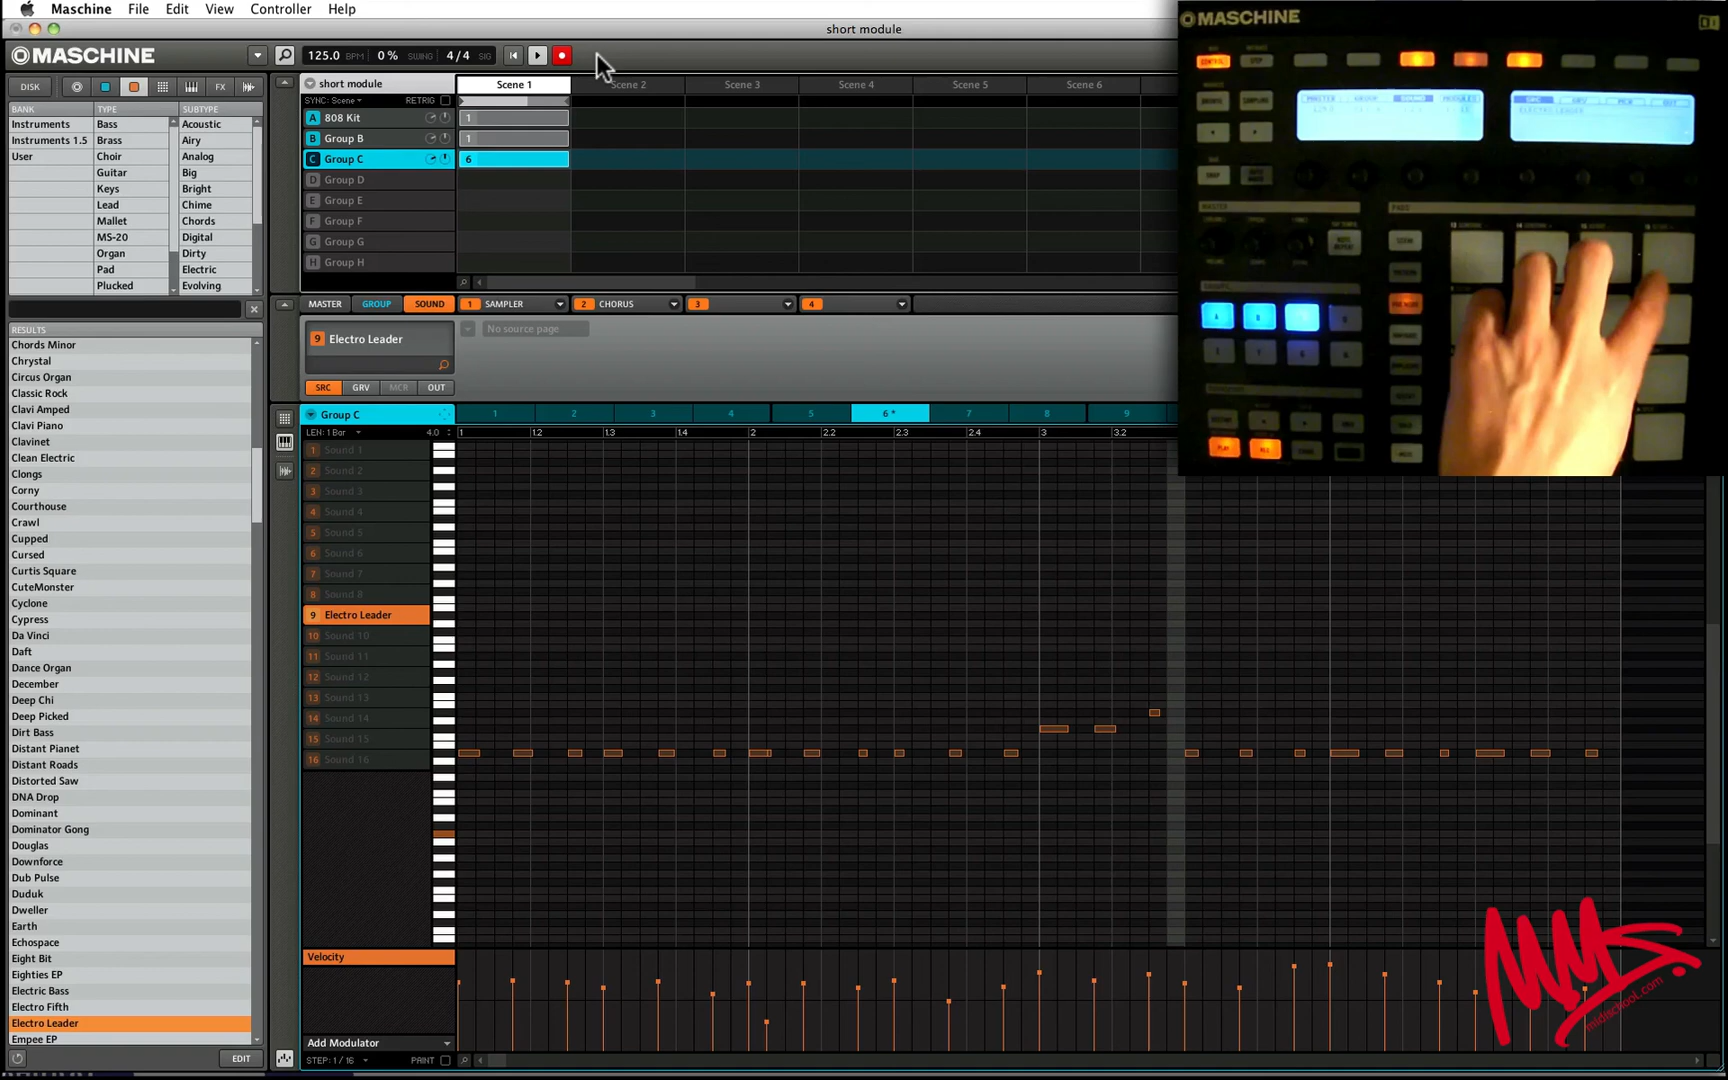 Maschine File Edit View Controller Help
short module
MASCHINE
125.0 BPM 0% SWING 4/4 SIG
MASCHINE
DISK FX
BANK TYPE SUBTYPE
Instruments Bass Acoustic
Instruments 1.5 Brass Airy
User Choir Analog
Guitar Big
Keys Bright
Lead Chime
Mallet Chords
MS-20 Digital
Organ Dirty
Pad Electric
Plucked Evolving
RESULTS
Chords Minor
Chrystal
Circus Organ
Classic Rock
Clavi Amped
Clavi Piano
Clavinet
Clean Electric
Clongs
Corny
Courthouse
Crawl
Cupped
Cursed
Curtis Square
CuteMonster
Cyclone
Cypress
Da Vinci
Daft
Dance Organ
December
Deep Chi
Deep Picked
Dirt Bass
Distant Planet
Distant Roads
Distorted Saw
DNA Drop
Dominant
Dominator Gong
Douglas
Downforce
Dub Pulse
Duduk
Dweller
Earth
Echospace
Eight Bit
Eighties EP
Electric Bass
Electro Fifth
Electro Leader
Empee EP
EDIT
short module Scene 1 Scene 2 Scene 3 Scene 4 Scene 5 Scene 6
SYNC: Scene RETRIG
A 808 Kit 1
B Group B 1
C Group C 6
D Group D
E Group E
F Group F
G Group G
H Group H
MASTER GROUP SOUND 1 SAMPLER 2 CHORUS 3 4
9 Electro Leader No source page
SRC GRV MCR OUT
Group C 1 2 3 4 5 6* 7 8 9
LEN: 1 Bar 4.0 1 1.2 1.3 1.4 2 2.2 2.3 2.4 3 3.2
1 Sound 1
2 Sound 2
3 Sound 3
4 Sound 4
5 Sound 5
6 Sound 6
7 Sound 7
8 Sound 8
9 Electro Leader
10 Sound 10
11 Sound 11
12 Sound 12
13 Sound 13
14 Sound 14
15 Sound 15
16 Sound 16
Velocity
Add Modulator
STEP: 1/16 PAINT
MMS.
midischool.com